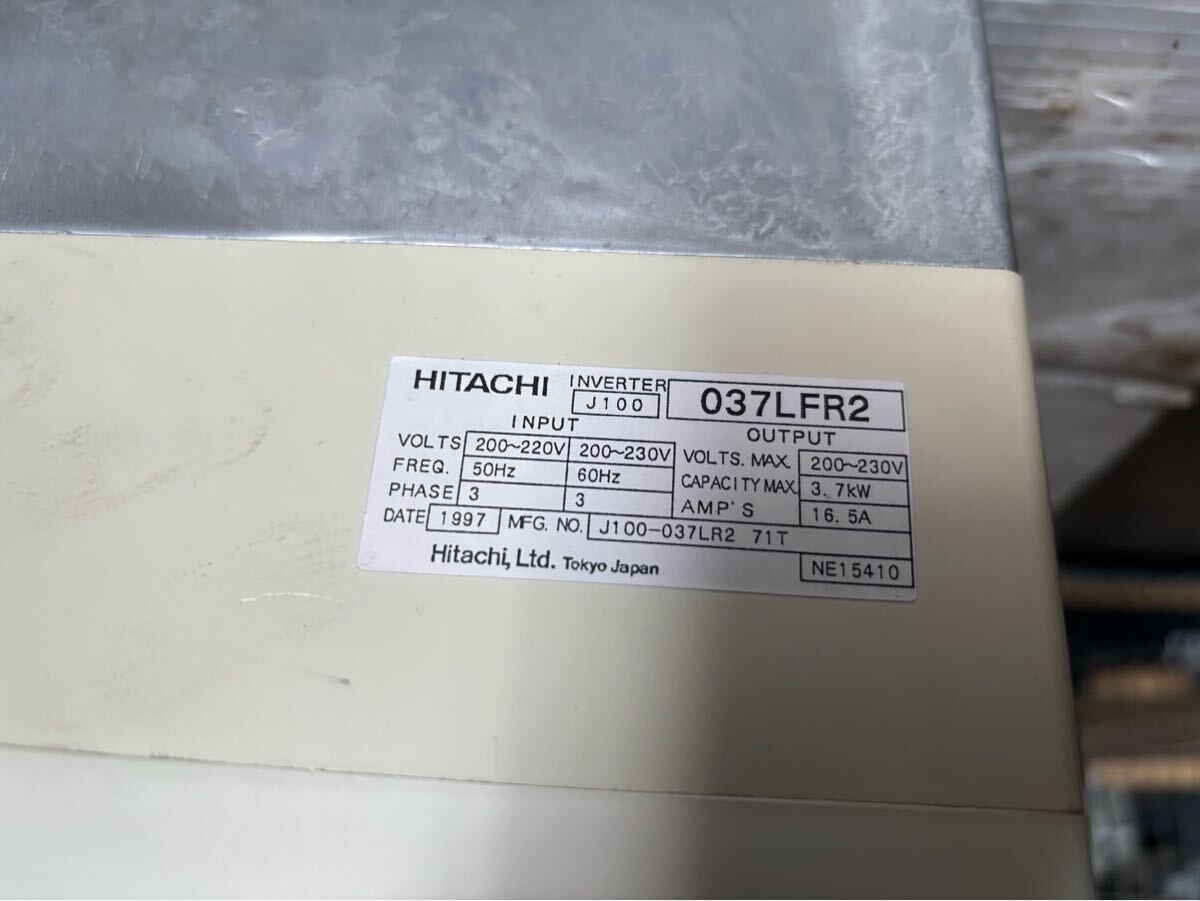 HITACHI INVERTER J100 037LFR2
INPUT OUTPUT
VOLTS 200~220V 200~230V VOLTS. MAX. 200~230V
FREQ. 50Hz 60Hz CAPACITY MAX. 3.7kW
PHASE 3 3 AMP'S 16.5A
DATE 1997 MFG. NO. J100-037LR2 71T
Hitachi, Ltd. Tokyo Japan NE15410